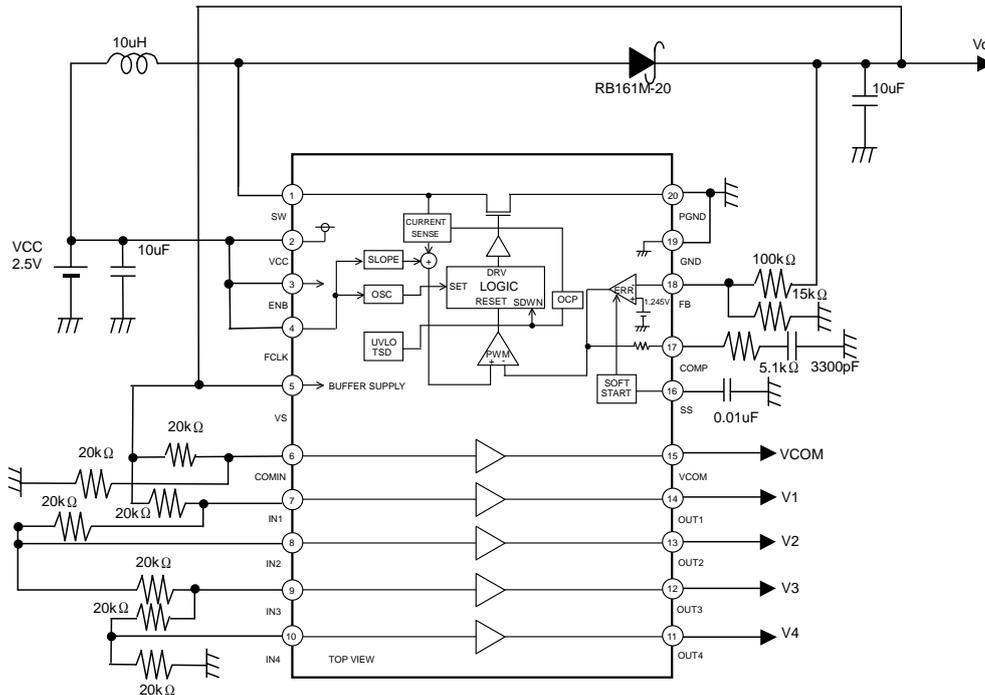 10uH
RB161M-20
10uF
VCC
2.5V
10uF
1
SW
2
VCC
3
ENB
4
FCLK
5
BUFFER SUPPLY
VS
6
COMIN
7
IN1
8
IN2
9
IN3
10
IN4
TOP VIEW
CURRENT
SENSE
SLOPE
+
OSC
SET
DRV
LOGIC
RESET
SDWN
OCP
UVLO
TSD
PWM
+ -
ERR
-
+
1.245V
SOFT
START
20
PGND
19
GND
18
FB
17
COMP
16
SS
15
VCOM
14
OUT1
13
OUT2
12
OUT3
11
OUT4
100kΩ
15kΩ
5.1kΩ
3300pF
0.01uF
VCOM
V1
V2
V3
V4
20kΩ
20kΩ
20kΩ
20kΩ
20kΩ
20kΩ
20kΩ